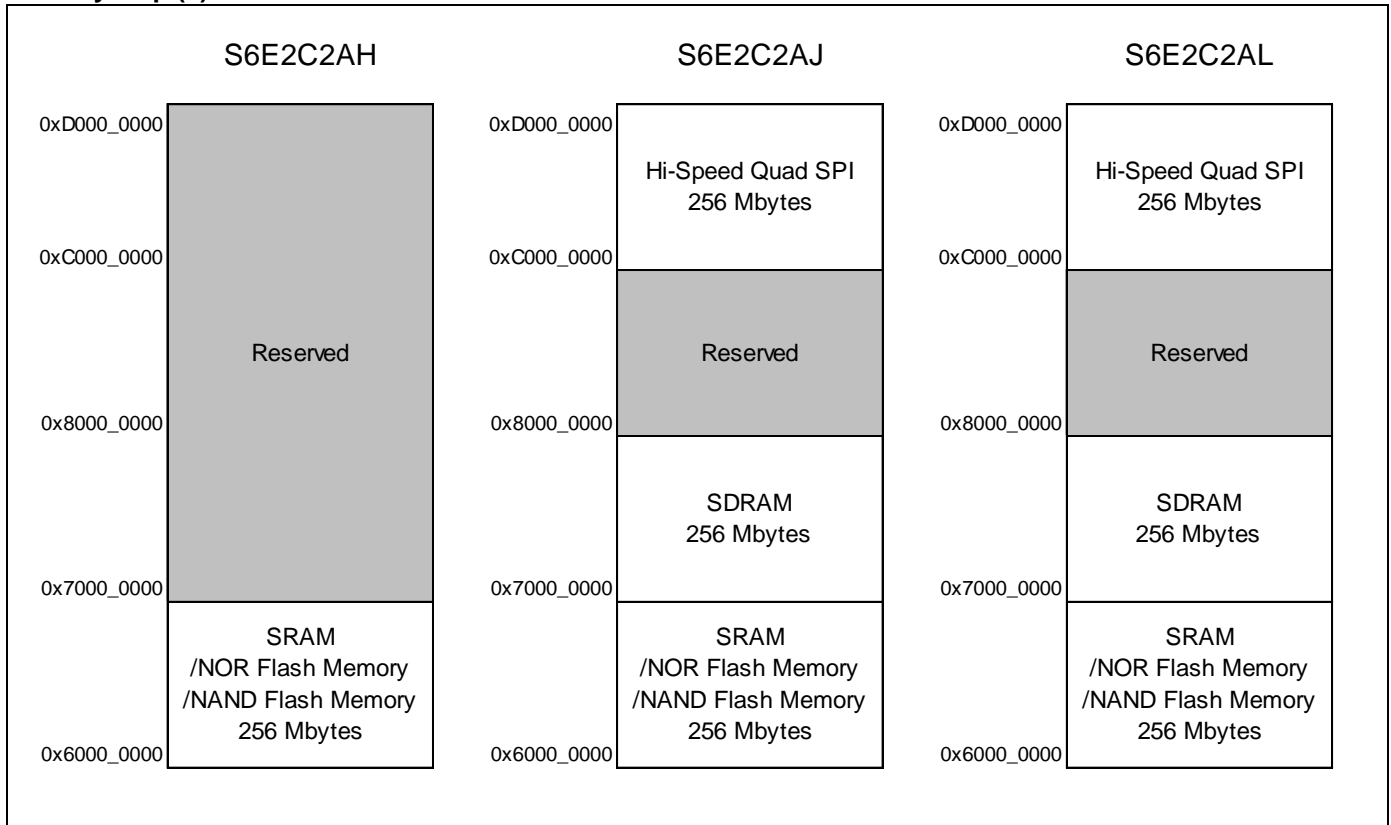 S6E2C2AH
0xD000_0000
0xC000_0000
Reserved
0x8000_0000
0x7000_0000
SRAM
/NOR Flash Memory
/NAND Flash Memory
256 Mbytes
0x6000_0000
S6E2C2AJ
0xD000_0000
Hi-Speed Quad SPI
256 Mbytes
0xC000_0000
Reserved
0x8000_0000
SDRAM
256 Mbytes
0x7000_0000
SRAM
/NOR Flash Memory
/NAND Flash Memory
256 Mbytes
0x6000_0000
S6E2C2AL
0xD000_0000
Hi-Speed Quad SPI
256 Mbytes
0xC000_0000
Reserved
0x8000_0000
SDRAM
256 Mbytes
0x7000_0000
SRAM
/NOR Flash Memory
/NAND Flash Memory
256 Mbytes
0x6000_0000